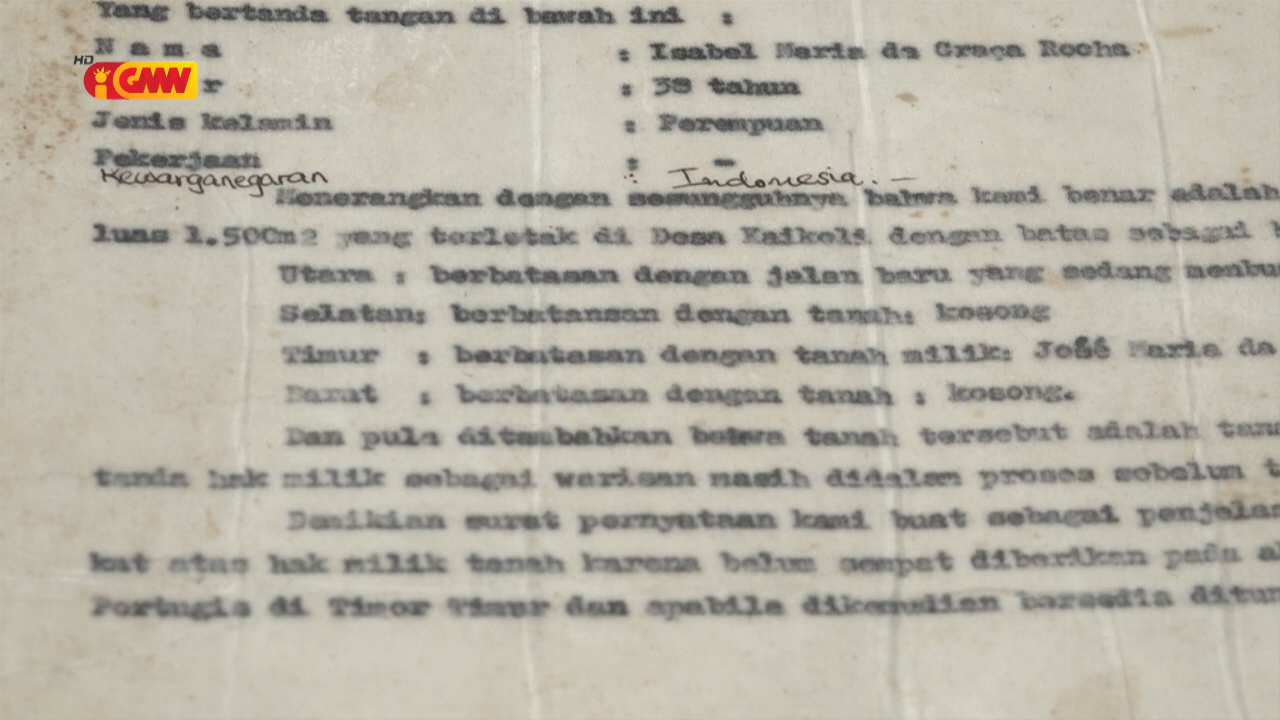 Yang bertanda tangan di bawah ini :
N a m a : Isabel Maria da Graça Rocha
HD GMN
r : 38 tahun
Jenis kelamin : Perempuan
Pekerjaan : -
Kewarganegaran : Indonesia. -
Menerangkan dengan sesungguhnya bahwa kami benar adalah
luas 1.500m2 yang terletak di Desa Kaikoli dengan batas sebagai
Utara : berbatasan dengan jalan baru yang sedang
Selatan: berbatansan dengan tanah: kosong
Timur : berbatasan dengan tanah milik: José Maria da
Barat : berbatasan dengan tanah : kosong.
Dan pula ditambahkan bahwa tanah tersebut adalah
tanda hak milik sebagai warisan masih didalam proses sebelum
Demikian surat pernyataan kami buat sebagai
kat atas hak milik tanah karena belum sempat diberikan pada
Portugis di Timor Timur dan apabila dikemudian bersedia